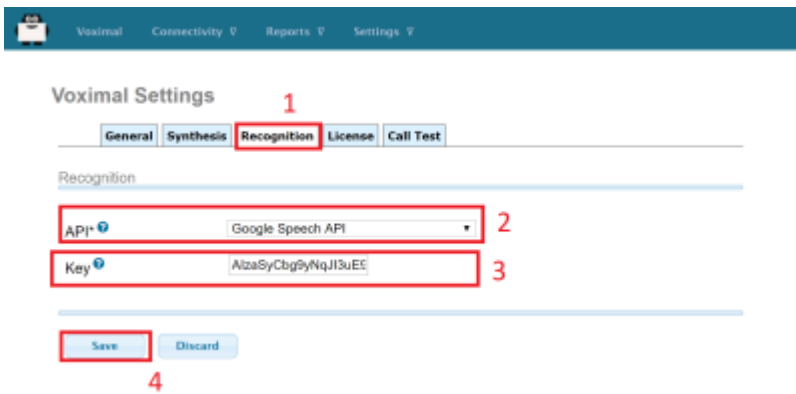 Voximal Connectivity ∇ Reports ∇ Settings ∇
Voximal Settings
1
General Synthesis Recognition License Call Test
Recognition
API* ? Google Speech API ▼ 2
Key ? AIzaSyCbg9yNqJI3uES 3
Save Discard
4